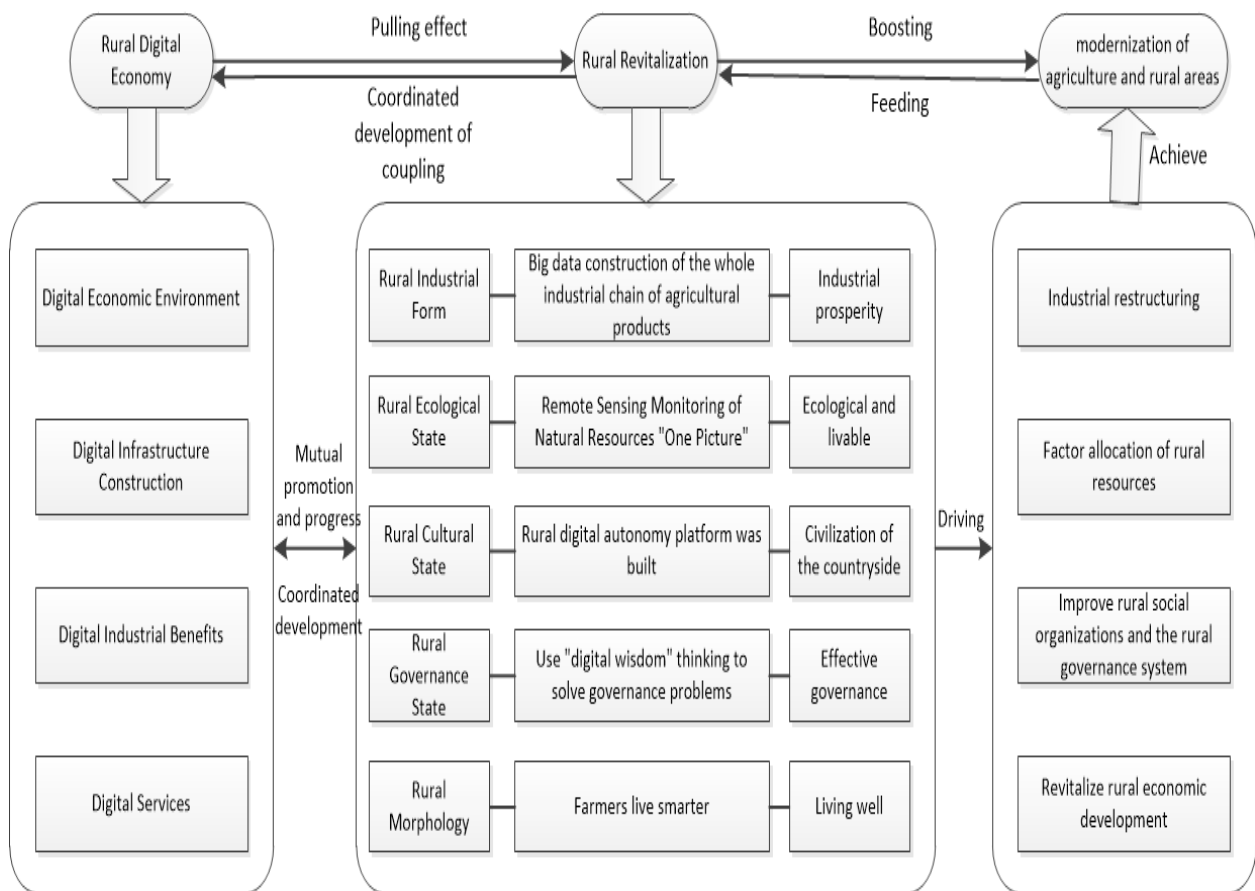 Rural Digital
Economy
Pulling effect
Coordinated
development of
coupling
Rural Revitalization
Boosting
Feeding
modernization of
agriculture and rural areas
Achieve
Digital Economic Environment
Digital Infrastructure
Construction
Digital Industrial Benefits
Digital Services
Mutual
promotion
and progress
Coordinated
development
Rural Industrial
Form
Big data construction of the whole
industrial chain of agricultural
products
Industrial
prosperity
Rural Ecological
State
Remote Sensing Monitoring of
Natural Resources "One Picture"
Ecological and
livable
Rural Cultural
State
Rural digital autonomy platform was
built
Civilization of
the countryside
Rural
Governance
State
Use "digital wisdom" thinking to
solve governance problems
Effective
governance
Rural
Morphology
Farmers live smarter
Living well
Driving
Industrial restructuring
Factor allocation of rural
resources
Improve rural social
organizations and the rural
governance system
Revitalize rural economic
development